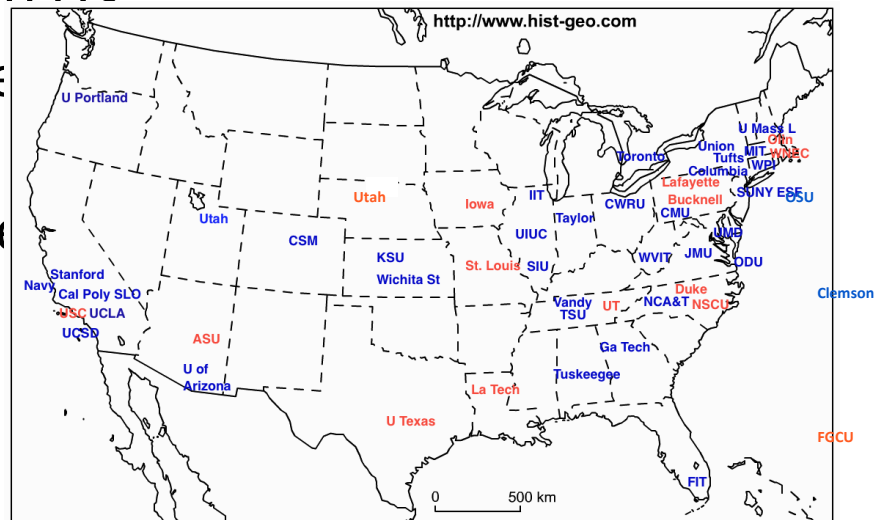 http://www.hist-geo.com
U Portland
U Mass L
Olin
Union
MIT
WNEC
Toronto
Tufts
WPI
Columbia
Lafayette
Utah
IIT
SUNY ESF
OSU
Iowa
CWRU
Bucknell
Utah
Taylor
CMU
CSM
UIUC
UMD
KSU
WVIT
JMU
St. Louis
SIU
ODU
Stanford
Wichita St
Navy
Cal Poly SLO
Duke
Clemson
Vandy
UT
NCA&T
NSCU
USC
UCLA
TSU
UCSD
ASU
Ga Tech
U of
Arizona
Tuskeegee
La Tech
U Texas
FGCU
FIT
0
500 km